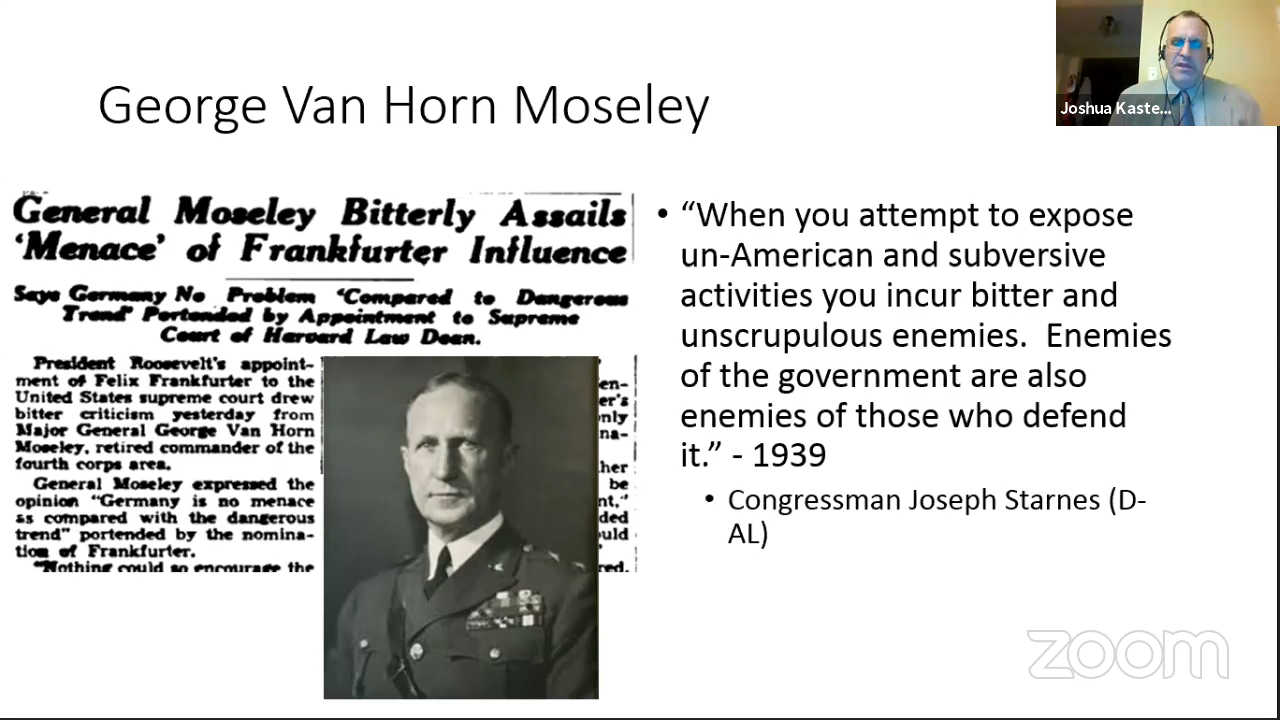 Joshua Kaste...
George Van Horn Moseley
General Moseley Bitterly Assails
'Menace' of Frankfurter Influence
Says Germany No Problem 'Compared to Dangerous
Trend' Portended by Appointment to Supreme
Court of Harvard Law Dean.
President Roosevelt's appoint-
ment of Felix Frankfurter to the
United States supreme court drew
bitter criticism yesterday from
Major General George Van Horn
Moseley, retired commander of the
fourth corps area.
General Moseley expressed the
opinion "Germany is no menace
as compared with the dangerous
trend" portended by the nomina-
tion of Frankfurter.
"Nothing could so encourage the
• “When you attempt to expose
un-American and subversive
activities you incur bitter and
unscrupulous enemies.  Enemies
of the government are also
enemies of those who defend
it.” - 1939
• Congressman Joseph Starnes (D-
AL)
zoom